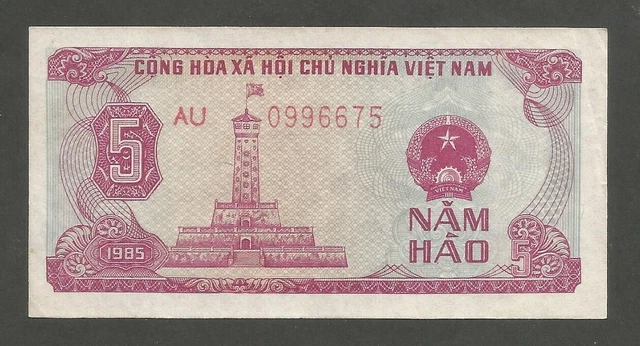 CỘNG HÒA XÃ HỘI CHỦ NGHĨA VIỆT NAM
5
AU 0996675
VIỆT NAM
NĂM
HÀO
1985
5